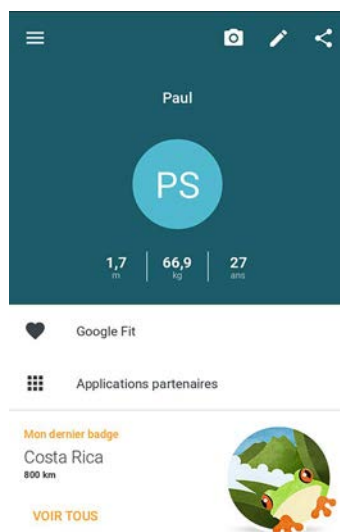 Paul
PS
1,7 66,9 27
m kg ans
Google Fit
Applications partenaires
Mon dernier badge
Costa Rica
800 km
VOIR TOUS